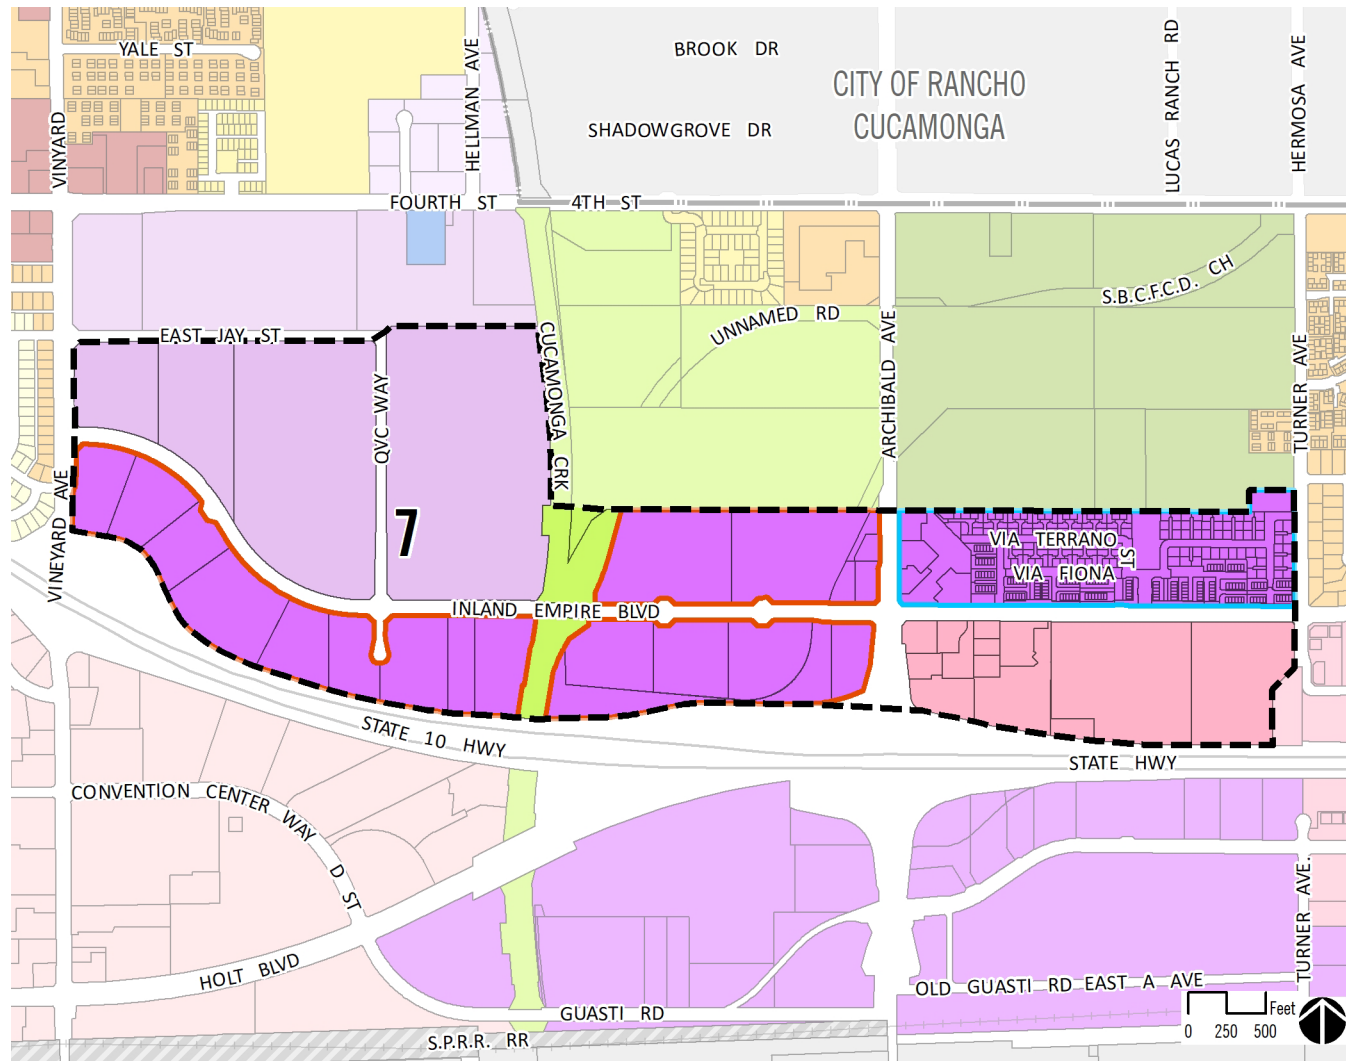 YALE ST
BROOK DR
CITY OF RANCHO
CUCAMONGA
LUCAS RANCH RD
HERMOSA AVE
HELLMAN AVE
VINYARD
SHADOWGROVE DR
FOURTH ST
4TH ST
S.B.C.F.C.D. CH
UNNAMED RD
EAST JAY ST
CUCAMONGA CRK
ARCHIBALD AVE.
TURNER AVE
QVC WAY
VINEYARD AVE
7
VIA TERRANO
ST
VIA FIONA
INLAND EMPIRE BLVD
STATE 10 HWY
STATE HWY
CONVENTION CENTER WAY
D ST
HOLT BLVD
TURNER AVE.
OLD GUASTI RD EAST A AVE
GUASTI RD
S.P.R.R. RR
Feet
0 250 500